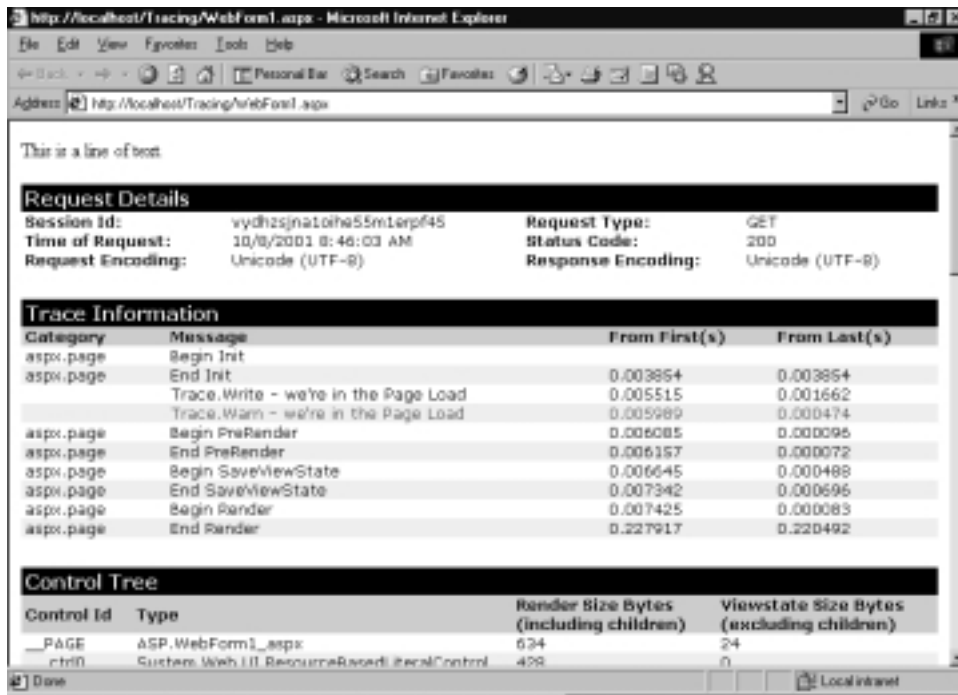 http://localhost/Tracing/WebForm1.aspx - Microsoft Internet Explorer
File Edit View Favorites Tools Help
Back Personal Bar Search Favorites
Address http://localhost/Tracing/WebForm1.aspx Go Links
This is a line of text
Request Details
Session Id: Request Type: GET
Time of Request: 10/8/2001 8:46:03 AM Status Code: 200
Request Encoding: Unicode (UTF-8) Response Encoding: Unicode (UTF-8)
Trace Information
Category Message From First(s) From Last(s)
aspx.page Begin Init
aspx.page End Init 0.003854 0.003854
Trace.Write - we're in the Page Load 0.005515 0.001662
Trace.Warn - we're in the Page Load 0.005989 0.000474
aspx.page Begin PreRender 0.006085 0.000096
aspx.page End PreRender 0.006157 0.000072
aspx.page Begin SaveViewState 0.006645 0.000488
aspx.page End SaveViewState 0.007342 0.000696
aspx.page Begin Render 0.007425 0.000083
aspx.page End Render 0.227917 0.220492
Control Tree
Control Id Type Render Size Bytes (including children) Viewstate Size Bytes (excluding children)
__PAGE ASP.WebForm1_aspx 634 24
_ctrl0 System.Web.UI.ResourceBasedLiteralControl 428 0
Done Local intranet